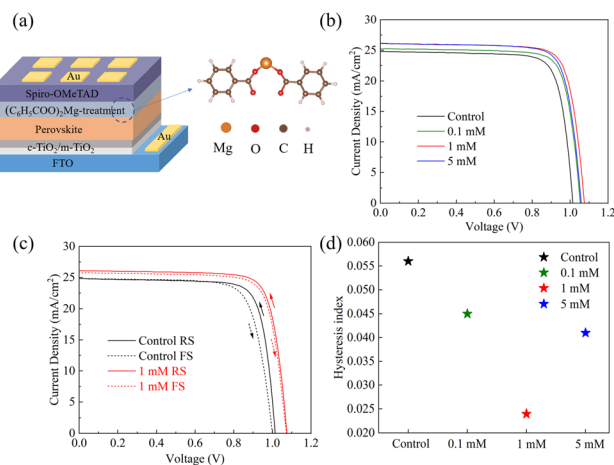 (a)
Au
Spiro-OMeTAD
(C6H5COO)2Mg-treatment
Perovskite
c-TiO2/m-TiO2
FTO
Au
Mg O C H
(b)
Current Density (mA/cm²)
30
25
20
15
10
5
0
Control
0.1 mM
1 mM
5 mM
0.0 0.2 0.4 0.6 0.8 1.0 1.2
Voltage (V)
(c)
Current Density (mA/cm²)
30
25
20
15
10
5
0
Control RS
Control FS
1 mM RS
1 mM FS
0.0 0.2 0.4 0.6 0.8 1.0 1.2
Voltage (V)
(d)
Hysteresis index
0.060
0.055
0.050
0.045
0.040
0.035
0.030
0.025
0.020
Control
0.1 mM
1 mM
5 mM
Control 0.1 mM 1 mM 5 mM